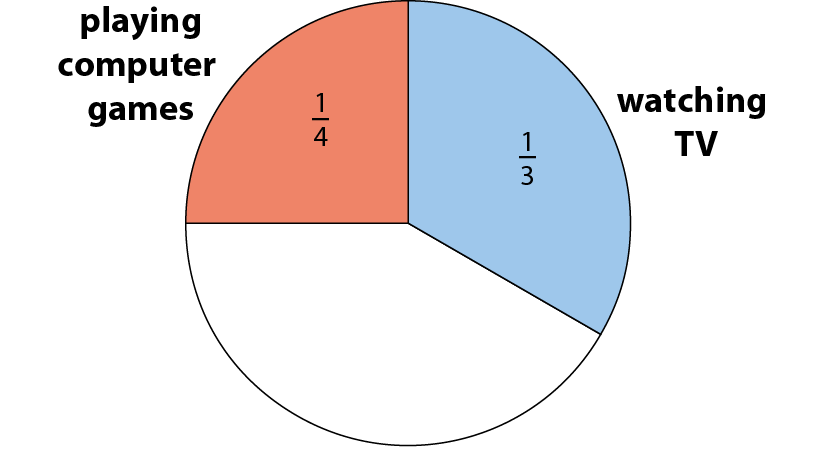 playing
computer
games
1/4
watching
TV
1/3